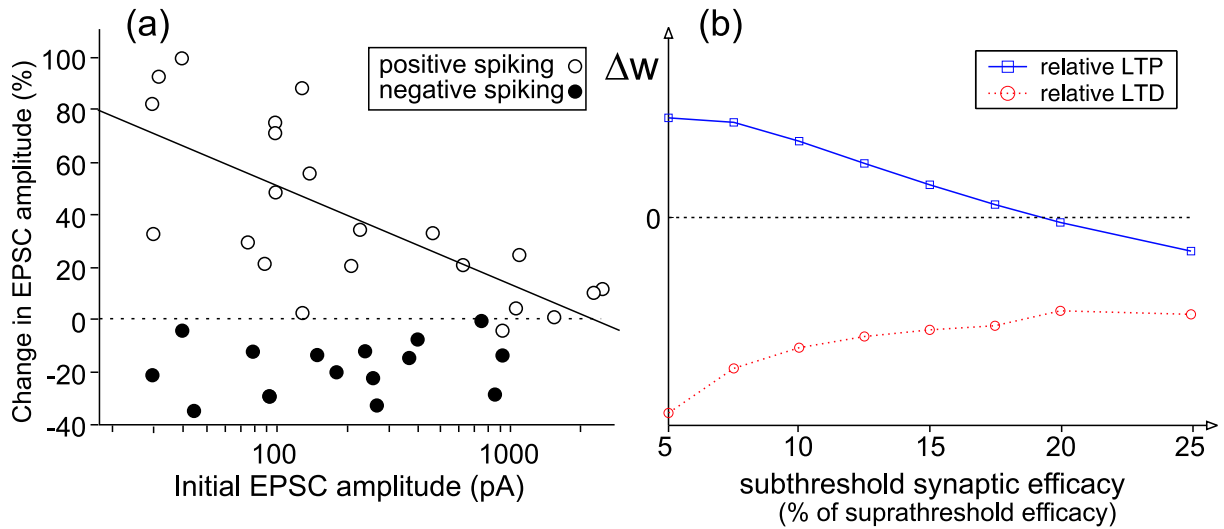 (a)
positive spiking
negative spiking
Change in EPSC amplitude (%)
100
80
60
40
20
0
-20
-40
100
1000
Initial EPSC amplitude (pA)
(b)
Δw
relative LTP
relative LTD
0
5
10
15
20
25
subthreshold synaptic efficacy
(% of suprathreshold efficacy)